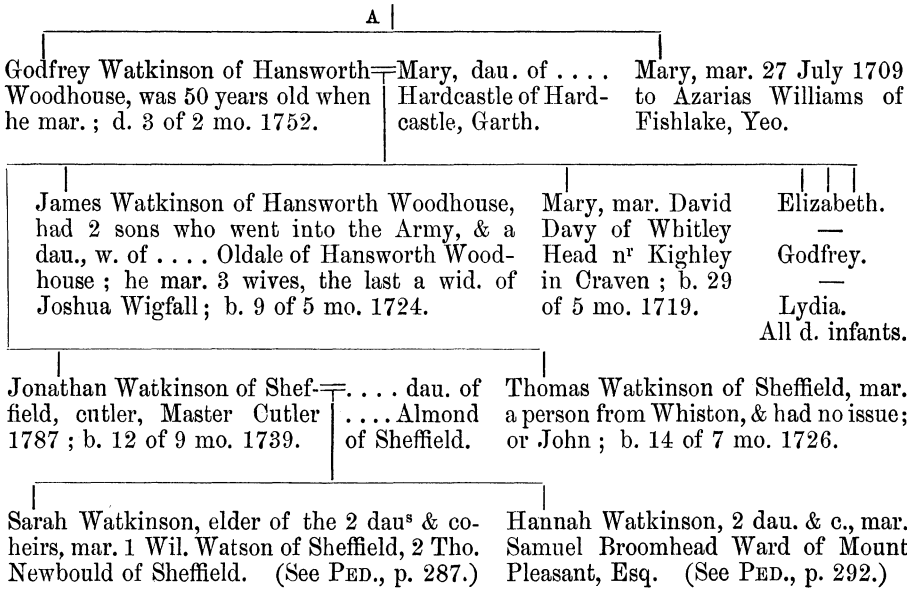 A
Godfrey Watkinson of Hansworth
Woodhouse, was 50 years old when
he mar. ; d. 3 of 2 mo. 1752.
Mary, dau. of . . . .
Hardcastle of Hard-
castle, Garth.
Mary, mar. 27 July 1709
to Azarias Williams of
Fishlake, Yeo.
James Watkinson of Hansworth Woodhouse,
had 2 sons who went into the Army, & a
dau., w. of . . . . Oldale of Hansworth Wood-
house ; he mar. 3 wives, the last a wid. of
Joshua Wigfall ; b. 9 of 5 mo. 1724.
Mary, mar. David
Davy of Whitley
Head nʳ Kighley
in Craven ; b. 29
of 5 mo. 1719.
Elizabeth.
—
Godfrey.
—
Lydia.
All d. infants.
Jonathan Watkinson of Shef-
field, cutler, Master Cutler
1787 ; b. 12 of 9 mo. 1739.
. . . . dau. of
. . . . Almond
of Sheffield.
Thomas Watkinson of Sheffield, mar.
a person from Whiston, & had no issue ;
or John ; b. 14 of 7 mo. 1726.
Sarah Watkinson, elder of the 2 dauˢ & co-
heirs, mar. 1 Wil. Watson of Sheffield, 2 Tho.
Newbould of Sheffield. (See PED., p. 287.)
Hannah Watkinson, 2 dau. & c., mar.
Samuel Broomhead Ward of Mount
Pleasant, Esq. (See PED., p. 292.)